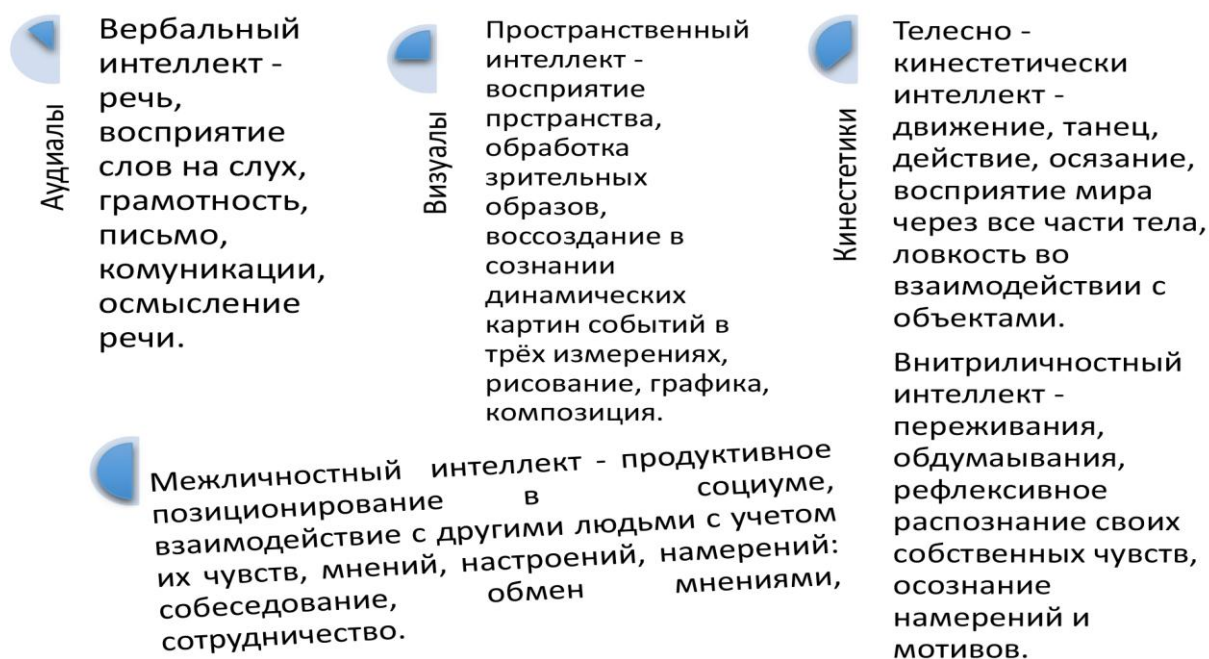 Аудиалы
Вербальный
интеллект -
речь,
восприятие
слов на слух,
грамотность,
письмо,
комуникации,
осмысление
речи.
Визуалы
Пространственный
интеллект -
восприятие
прстранства,
обработка
зрительных
образов,
воссоздание в
сознании
динамических
картин событий в
трёх измерениях,
рисование, графика,
композиция.
Кинестетики
Телесно -
кинестетически
интеллект -
движение, танец,
действие, осязание,
восприятие мира
через все части тела,
ловкость во
взаимодействии с
объектами.
Внитриличностный
интеллект -
переживания,
обдумаывания,
рефлексивное
распознание своих
собственных чувств,
осознание
намерений и
мотивов.
Межличностный интеллект - продуктивное
позиционирование в социуме,
взаимодействие с другими людьми с учетом
их чувств, мнений, настроений, намерений:
собеседование, обмен мнениями,
сотрудничество.